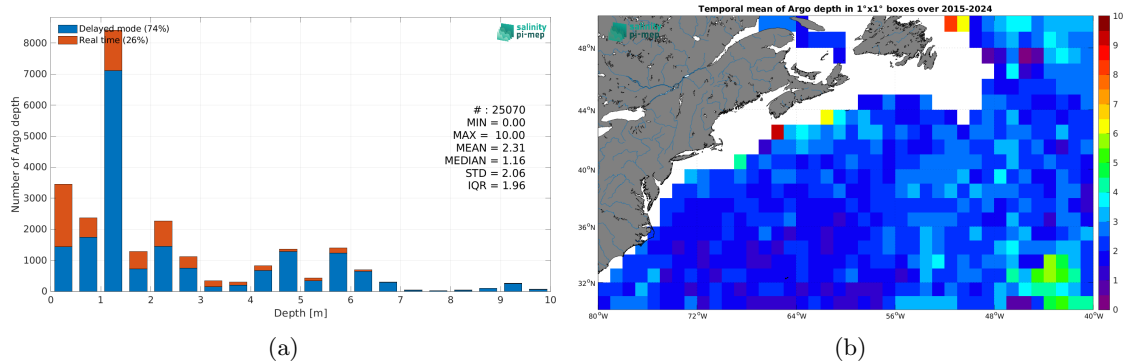 Delayed mode (74%)
Real time (26%)
salinity
pi-mep
Number of Argo depth
8000
7000
6000
5000
4000
3000
2000
1000
0
# : 25070
MIN = 0.00
MAX = 10.00
MEAN = 2.31
MEDIAN = 1.16
STD = 2.06
IQR = 1.96
0 1 2 3 4 5 6 7 8 9 10
Depth [m]
(a)
Temporal mean of Argo depth in 1°x1° boxes over 2015-2024
salinity
pi-mep
48°N
44°N
40°N
36°N
32°N
80°W 72°W 64°W 56°W 48°W 40°W
10
9
8
7
6
5
4
3
2
1
0
(b)